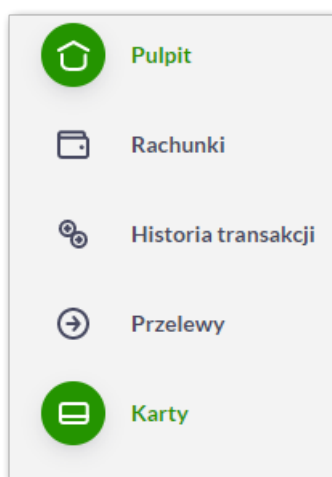 Pulpit
Rachunki
Historia transakcji
Przelewy
Karty